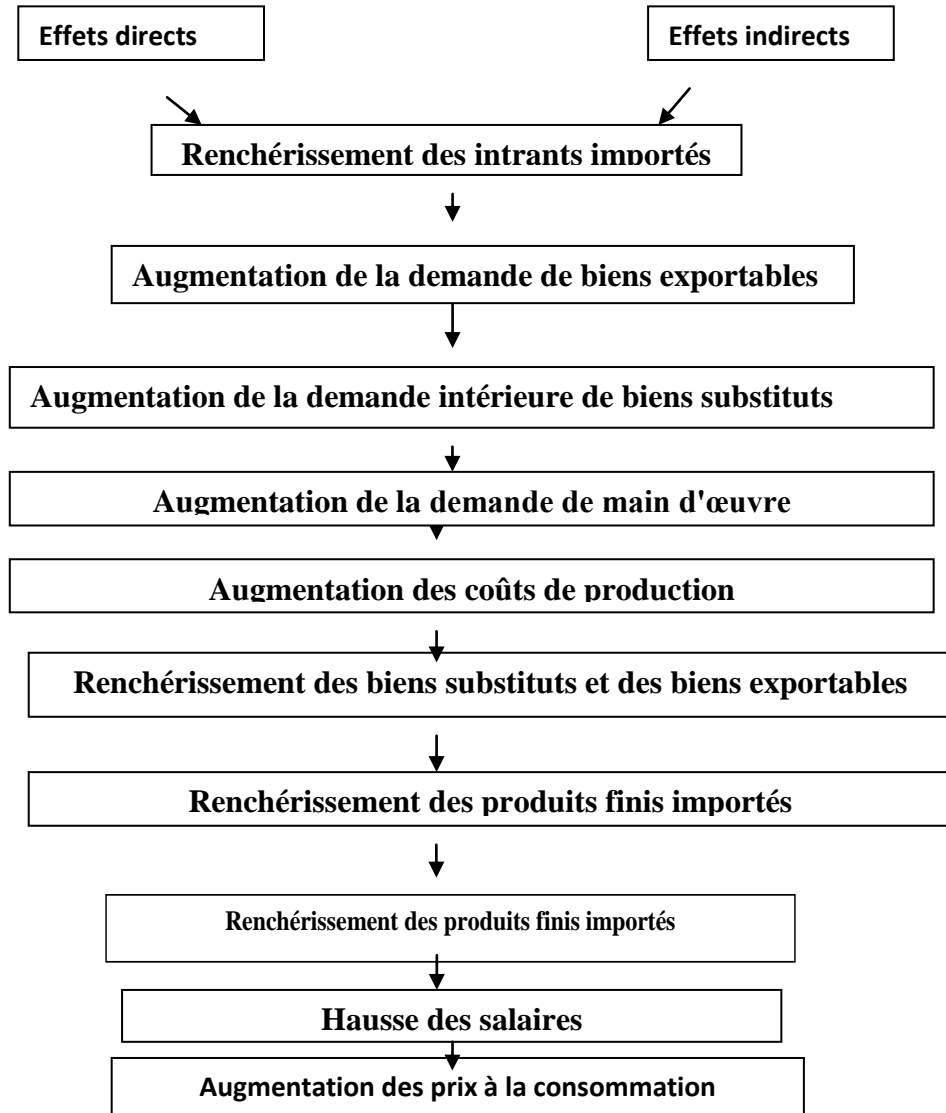 Effets directs
Effets indirects
Renchérissement des intrants importés
Augmentation de la demande de biens exportables
Augmentation de la demande intérieure de biens substituts
Augmentation de la demande de main d'œuvre
Augmentation des coûts de production
Renchérissement des biens substituts et des biens exportables
Renchérissement des produits finis importés
Renchérissement des produits finis importés
Hausse des salaires
Augmentation des prix à la consommation